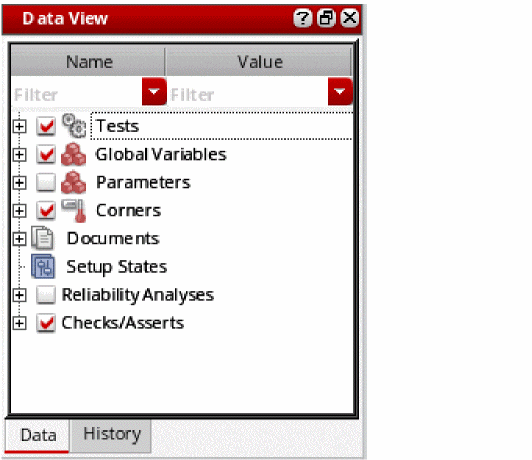 Data View
Name Value
Filter Filter
Tests
Global Variables
Parameters
Corners
Documents
Setup States
Reliability Analyses
Checks/Asserts
Data History